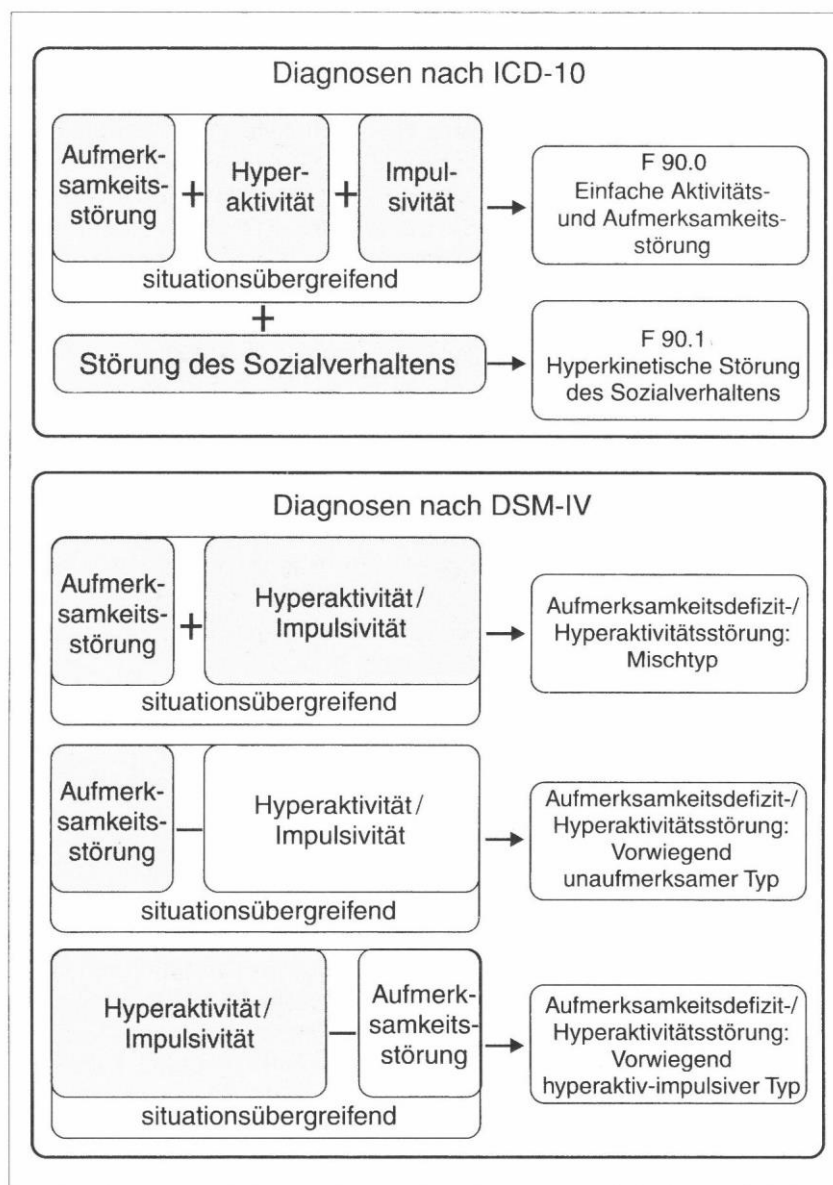 Diagnosen nach ICD-10
Aufmerk-
samkeits-
störung
+
Hyper-
aktivität
+
Impul-
sivität
situationsübergreifend
F 90.0
Einfache Aktivitäts-
und Aufmerksamkeits-
störung
+
Störung des Sozialverhaltens
F 90.1
Hyperkinetische Störung
des Sozialverhaltens
Diagnosen nach DSM-IV
Aufmerk-
samkeits-
störung
+
Hyperaktivität/
Impulsivität
situationsübergreifend
Aufmerksamkeitsdefizit-/
Hyperaktivitätsstörung:
Mischtyp
Aufmerk-
samkeits-
störung
–
Hyperaktivität/
Impulsivität
situationsübergreifend
Aufmerksamkeitsdefizit-/
Hyperaktivitätsstörung:
Vorwiegend
unaufmerksamer Typ
Hyperaktivität/
Impulsivität
–
Aufmerk-
samkeits-
störung
situationsübergreifend
Aufmerksamkeitsdefizit-/
Hyperaktivitätsstörung:
Vorwiegend
hyperaktiv-impulsiver Typ